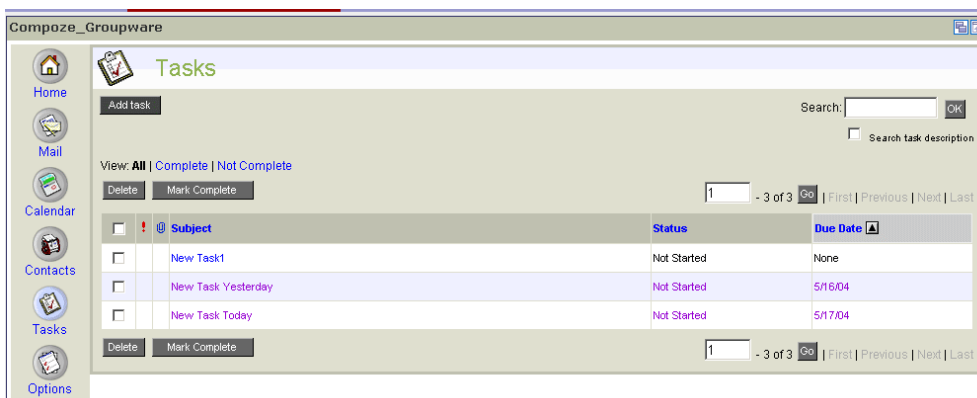 Compoze_Groupware
Home
Mail
Calendar
Contacts
Tasks
Options
Tasks
Add task
Search: OK
Search task description
View: All | Complete | Not Complete
Delete Mark Complete 1 - 3 of 3 Go | First | Previous | Next | Last
! Subject Status Due Date
New Task1 Not Started None
New Task Yesterday Not Started 5/16/04
New Task Today Not Started 5/17/04
Delete Mark Complete 1 - 3 of 3 Go | First | Previous | Next | Last